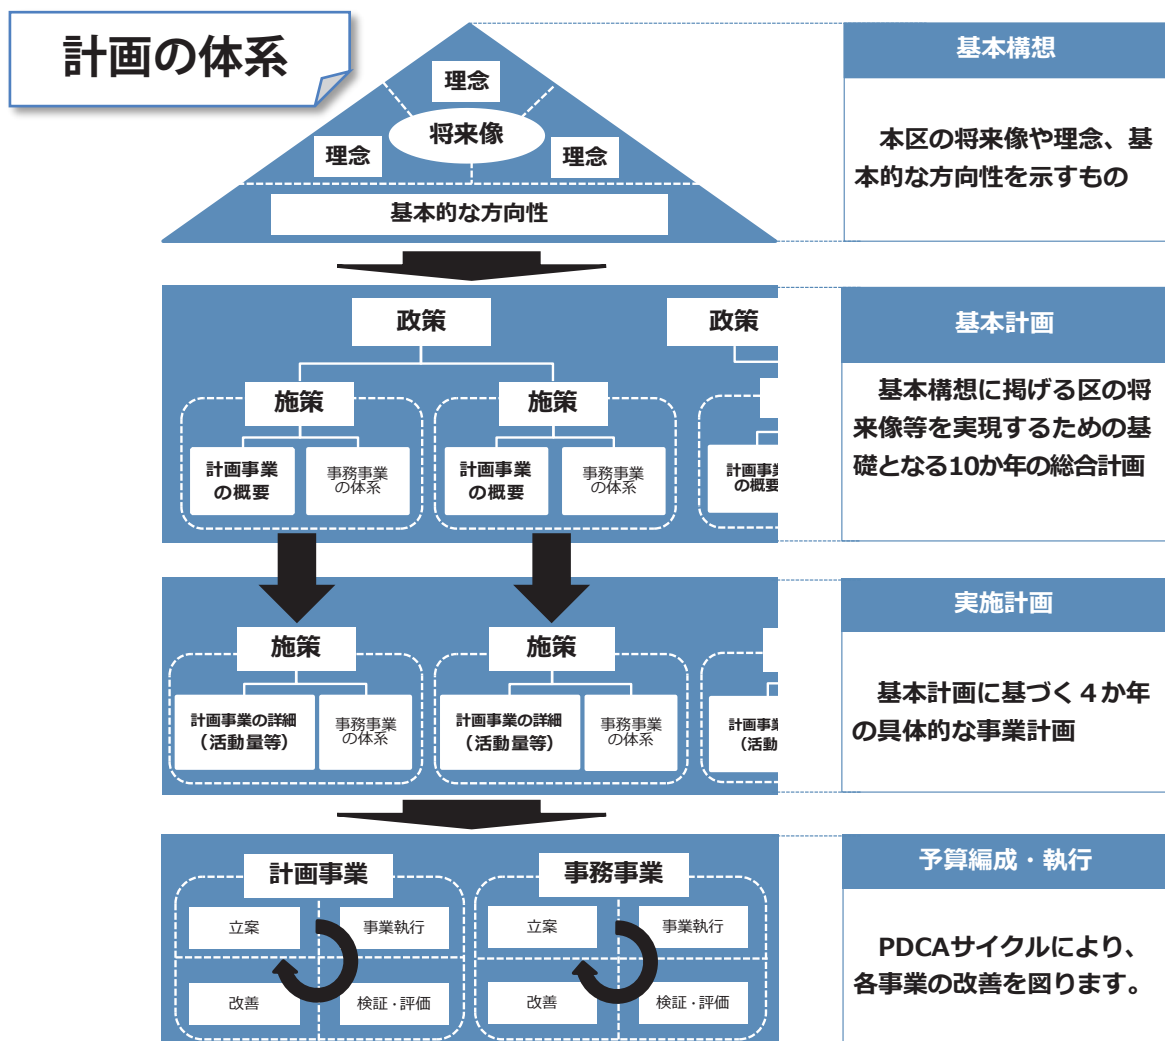 計画の体系
理念
将来像
理念
理念
基本的な方向性
基本構想
本区の将来像や理念、基
本的な方向性を示すもの
政策
政策
施策
施策
計画事業
の概要
事務事業
の体系
計画事業
の概要
事務事業
の体系
計画事業
の概要
基本計画
基本構想に掲げる区の将
来像等を実現するための基
礎となる10か年の総合計画
施策
施策
計画事業の詳細
（活動量等）
事務事業
の体系
計画事業の詳細
（活動量等）
事務事業
の体系
計画事業
（活動
実施計画
基本計画に基づく４か年
の具体的な事業計画
計画事業
立案
事業執行
改善
検証・評価
事務事業
立案
事業執行
改善
検証・評価
予算編成・執行
PDCAサイクルにより、
各事業の改善を図ります。